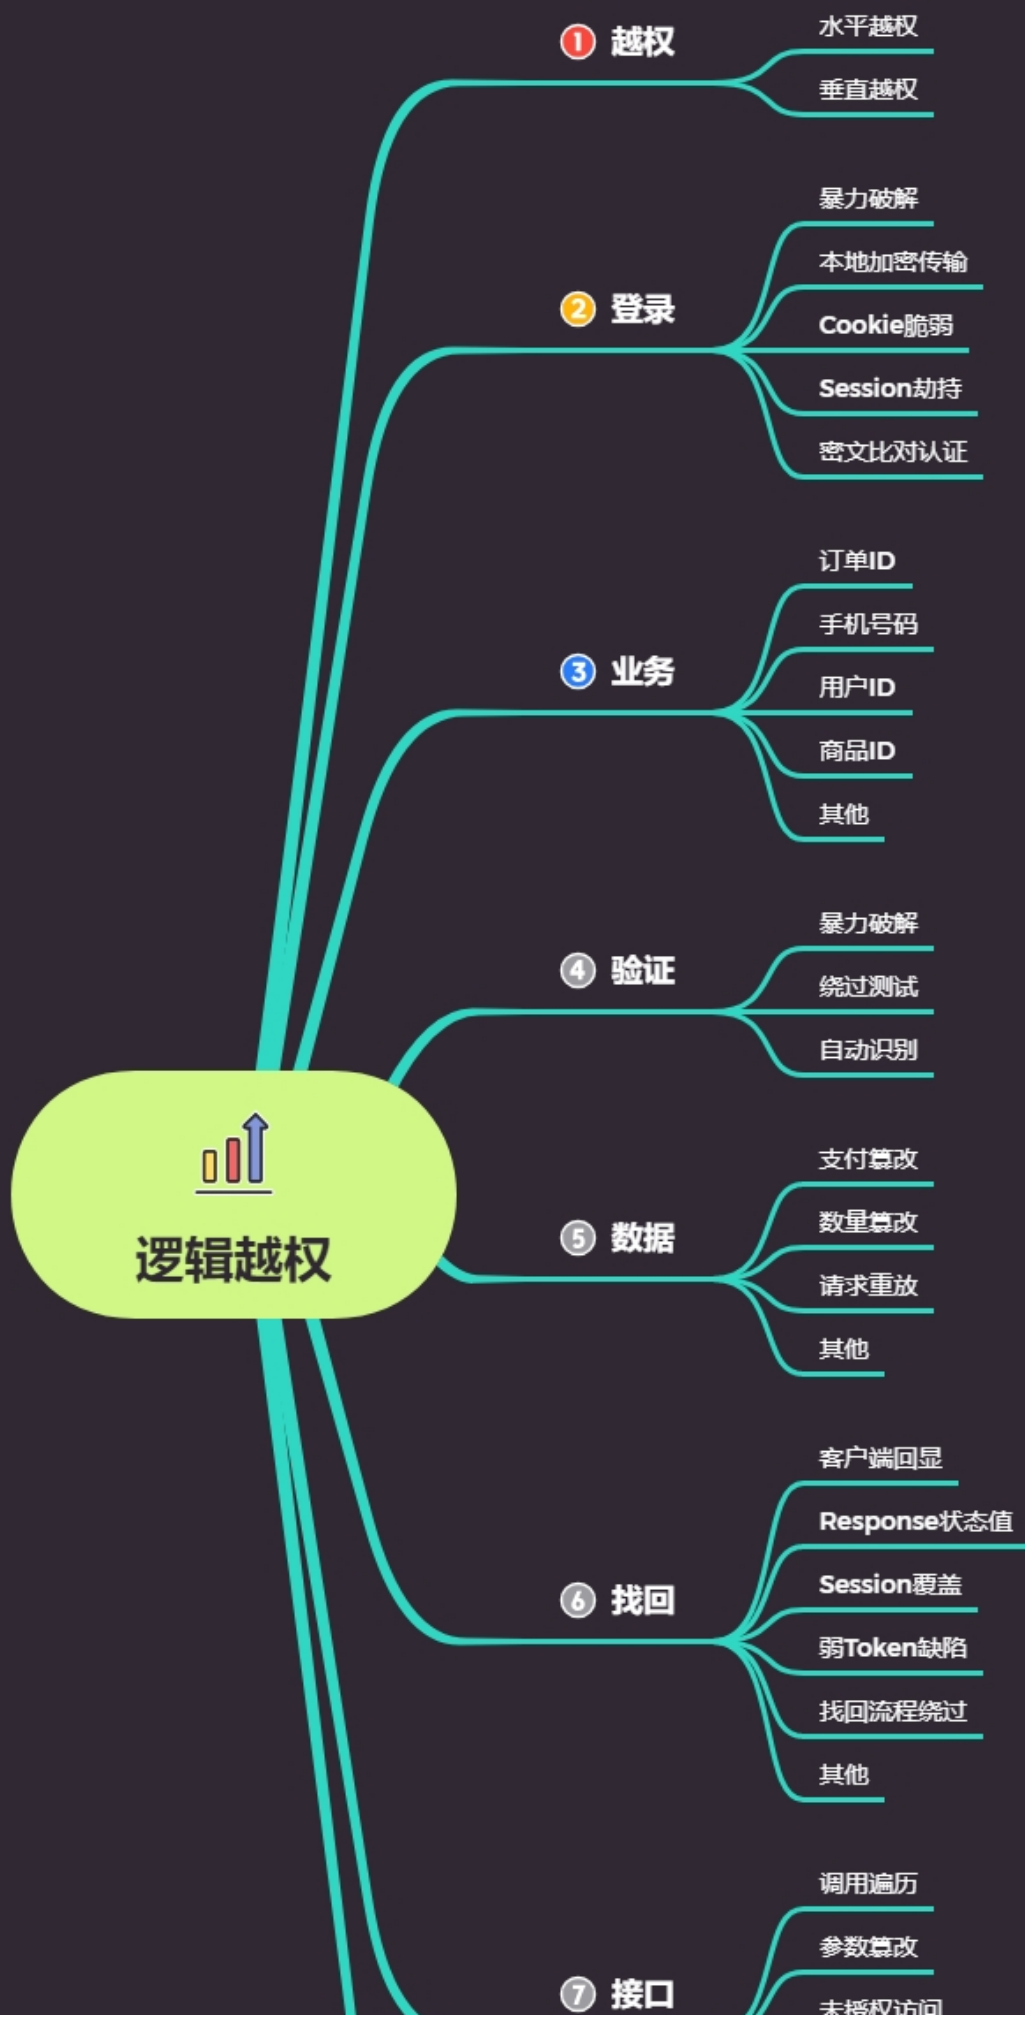 ① 越权
水平越权
垂直越权
② 登录
暴力破解
本地加密传输
Cookie脆弱
Session劫持
密文比对认证
③ 业务
订单ID
手机号码
用户ID
商品ID
其他
④ 验证
暴力破解
绕过测试
自动识别
逻辑越权
⑤ 数据
支付篡改
数量篡改
请求重放
其他
⑥ 找回
客户端回显
Response状态值
Session覆盖
弱Token缺陷
找回流程绕过
其他
⑦ 接口
调用遍历
参数篡改
未授权访问